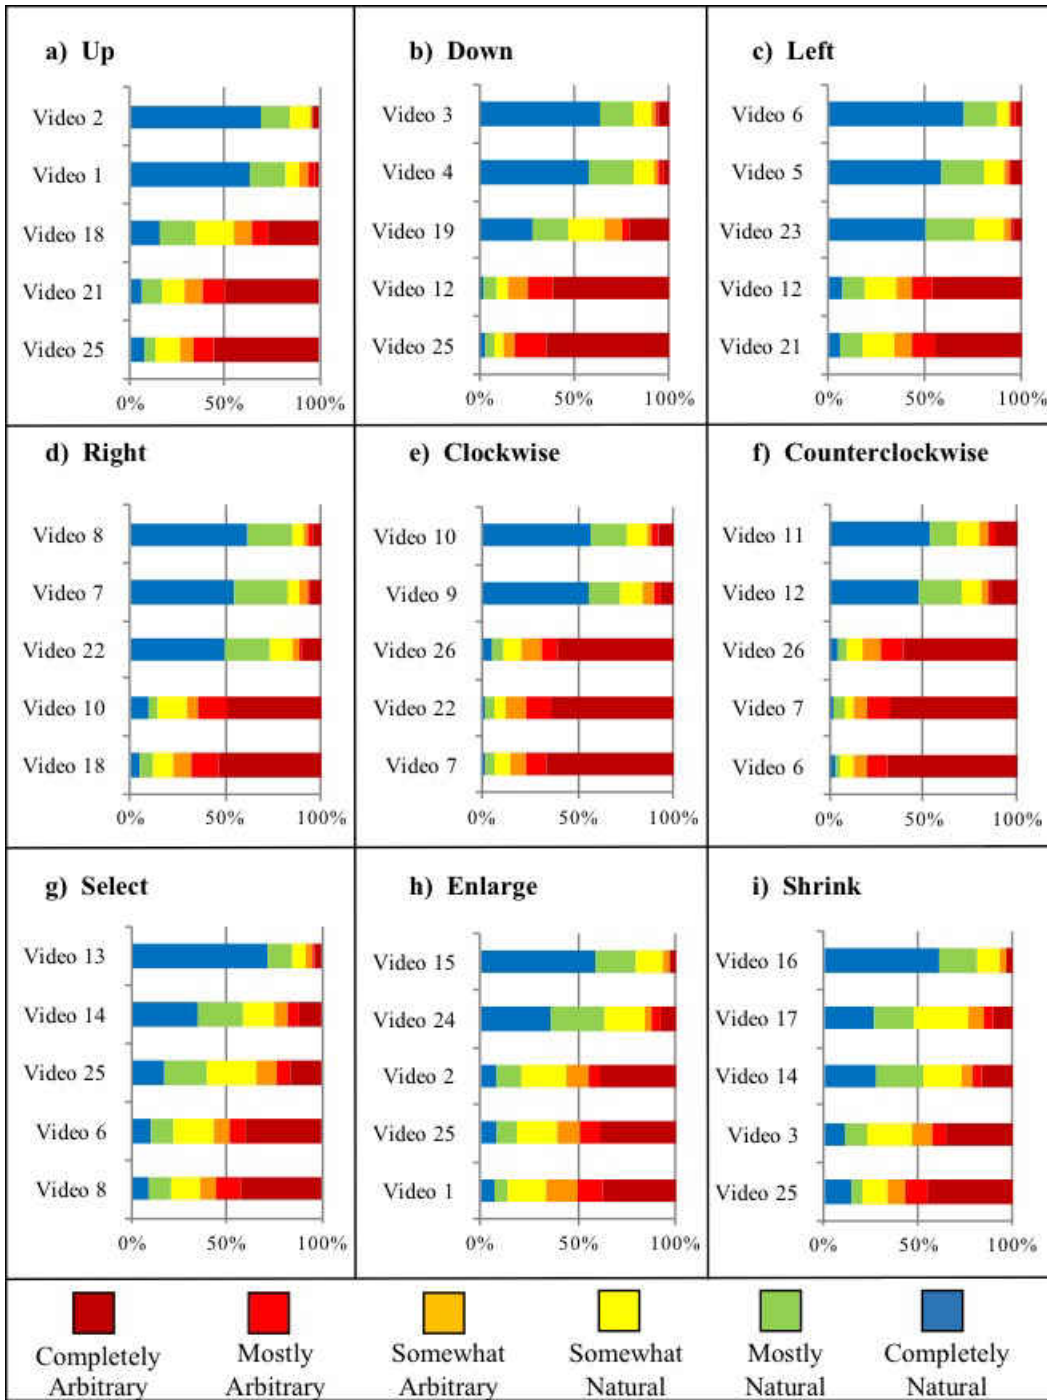 a) Up
Video 2
Video 1
Video 18
Video 21
Video 25
0% 50% 100%
b) Down
Video 3
Video 4
Video 19
Video 12
Video 25
0% 50% 100%
c) Left
Video 6
Video 5
Video 23
Video 12
Video 21
0% 50% 100%
d) Right
Video 8
Video 7
Video 22
Video 10
Video 18
0% 50% 100%
e) Clockwise
Video 10
Video 9
Video 26
Video 22
Video 7
0% 50% 100%
f) Counterclockwise
Video 11
Video 12
Video 26
Video 7
Video 6
0% 50% 100%
g) Select
Video 13
Video 14
Video 25
Video 6
Video 8
0% 50% 100%
h) Enlarge
Video 15
Video 24
Video 2
Video 25
Video 1
0% 50% 100%
i) Shrink
Video 16
Video 17
Video 14
Video 3
Video 25
0% 50% 100%
Completely
Arbitrary
Mostly
Arbitrary
Somewhat
Arbitrary
Somewhat
Natural
Mostly
Natural
Completely
Natural